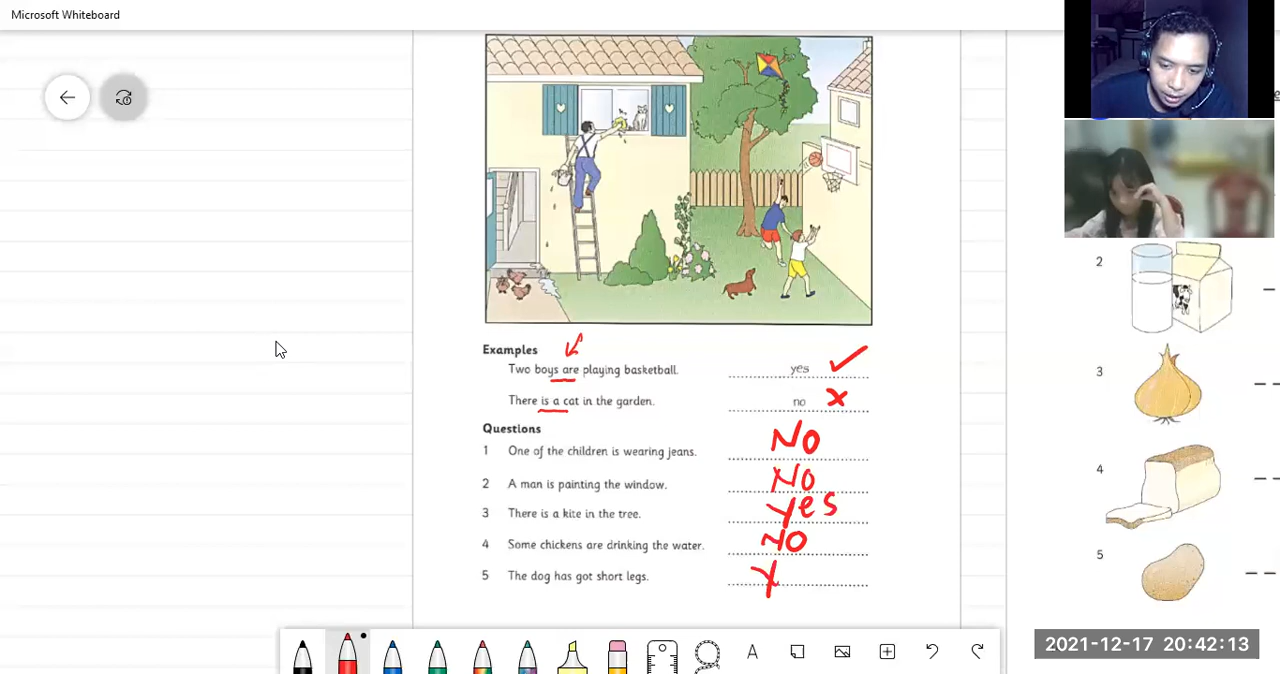 Microsoft Whiteboard
Examples
Two boys are playing basketball. yes
There is a cat in the garden. no
Questions
1 One of the children is wearing jeans. No
2 A man is painting the window. No
3 There is a kite in the tree. Yes
4 Some chickens are drinking the water. NO
5 The dog has got short legs. Y
2
3
4
5
A
2021-12-17 20:42:13